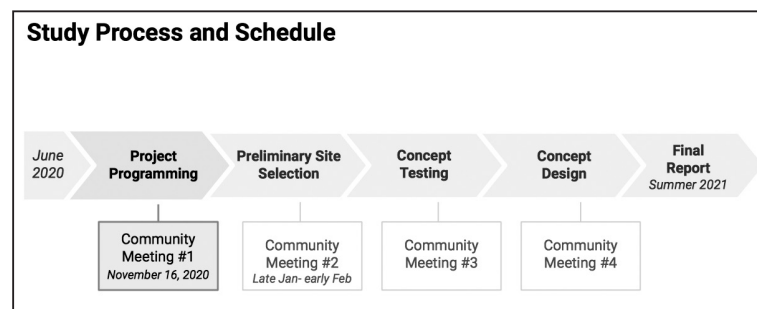 Study Process and Schedule
June
2020
Project
Programming
Preliminary Site
Selection
Concept
Testing
Concept
Design
Final
Report
Summer 2021
Community
Meeting #1
November 16, 2020
Community
Meeting #2
Late Jan- early Feb
Community
Meeting #3
Community
Meeting #4